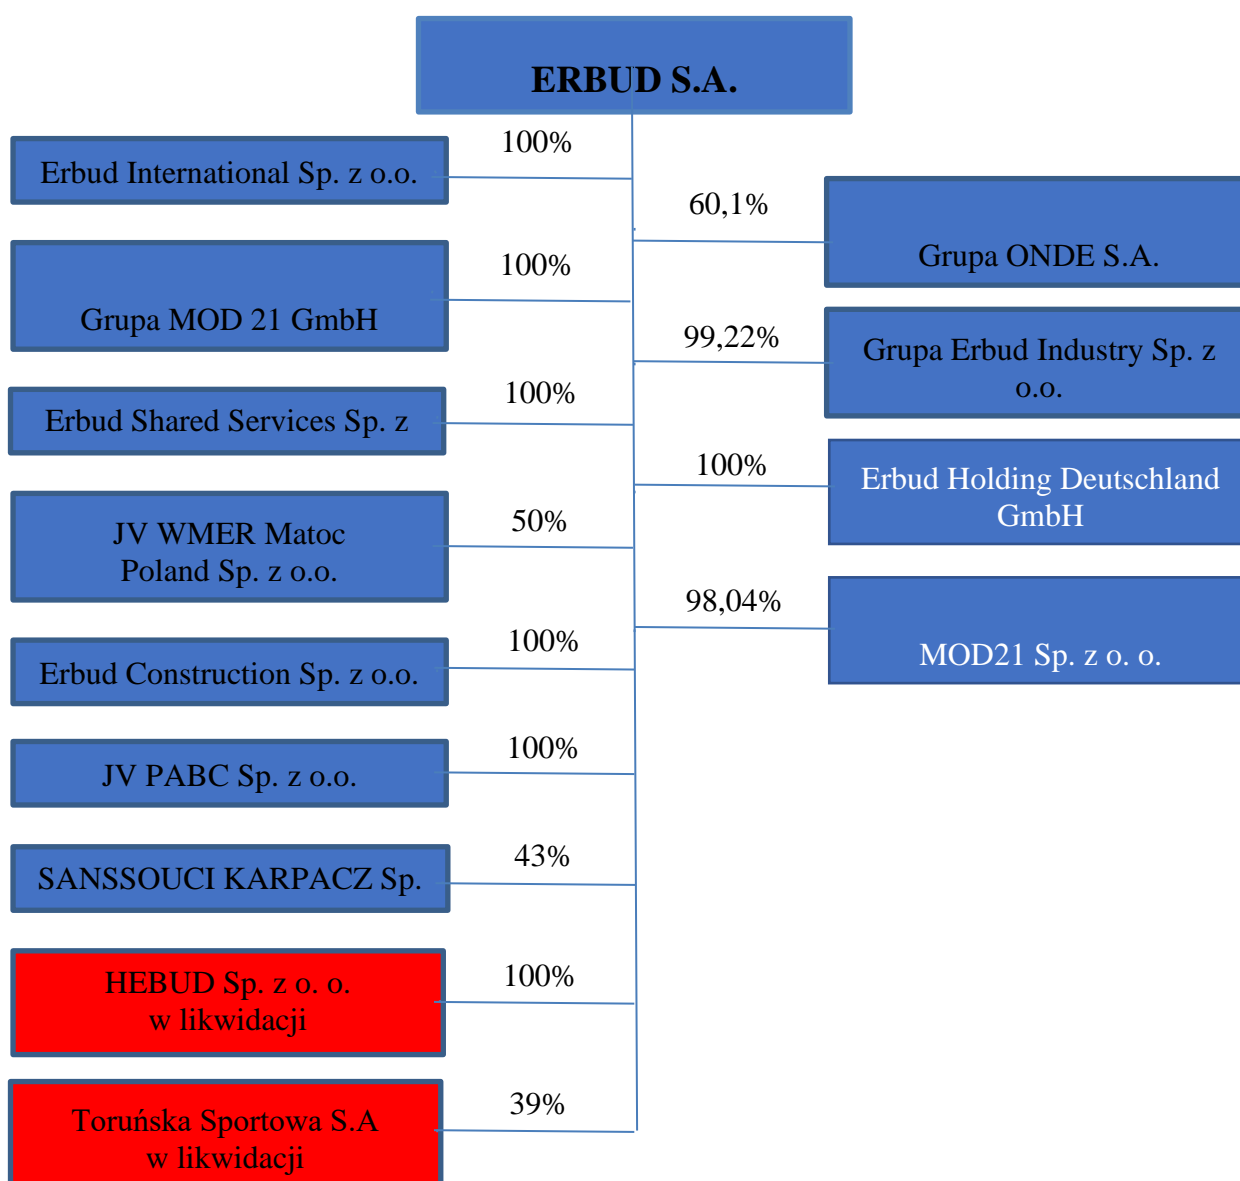 ERBUD S.A.
100%
Erbud International Sp. z o.o.
60,1%
Grupa ONDE S.A.
100%
Grupa MOD 21 GmbH
99,22%
Grupa Erbud Industry Sp. z
o.o.
100%
Erbud Shared Services Sp. z
100%
Erbud Holding Deutschland
GmbH
50%
JV WMER Matoc
Poland Sp. z o.o.
98,04%
MOD21 Sp. z o. o.
100%
Erbud Construction Sp. z o.o.
100%
JV PABC Sp. z o.o.
43%
SANSSOUCI KARPACZ Sp.
100%
HEBUD Sp. z o. o.
w likwidacji
39%
Toruńska Sportowa S.A
w likwidacji